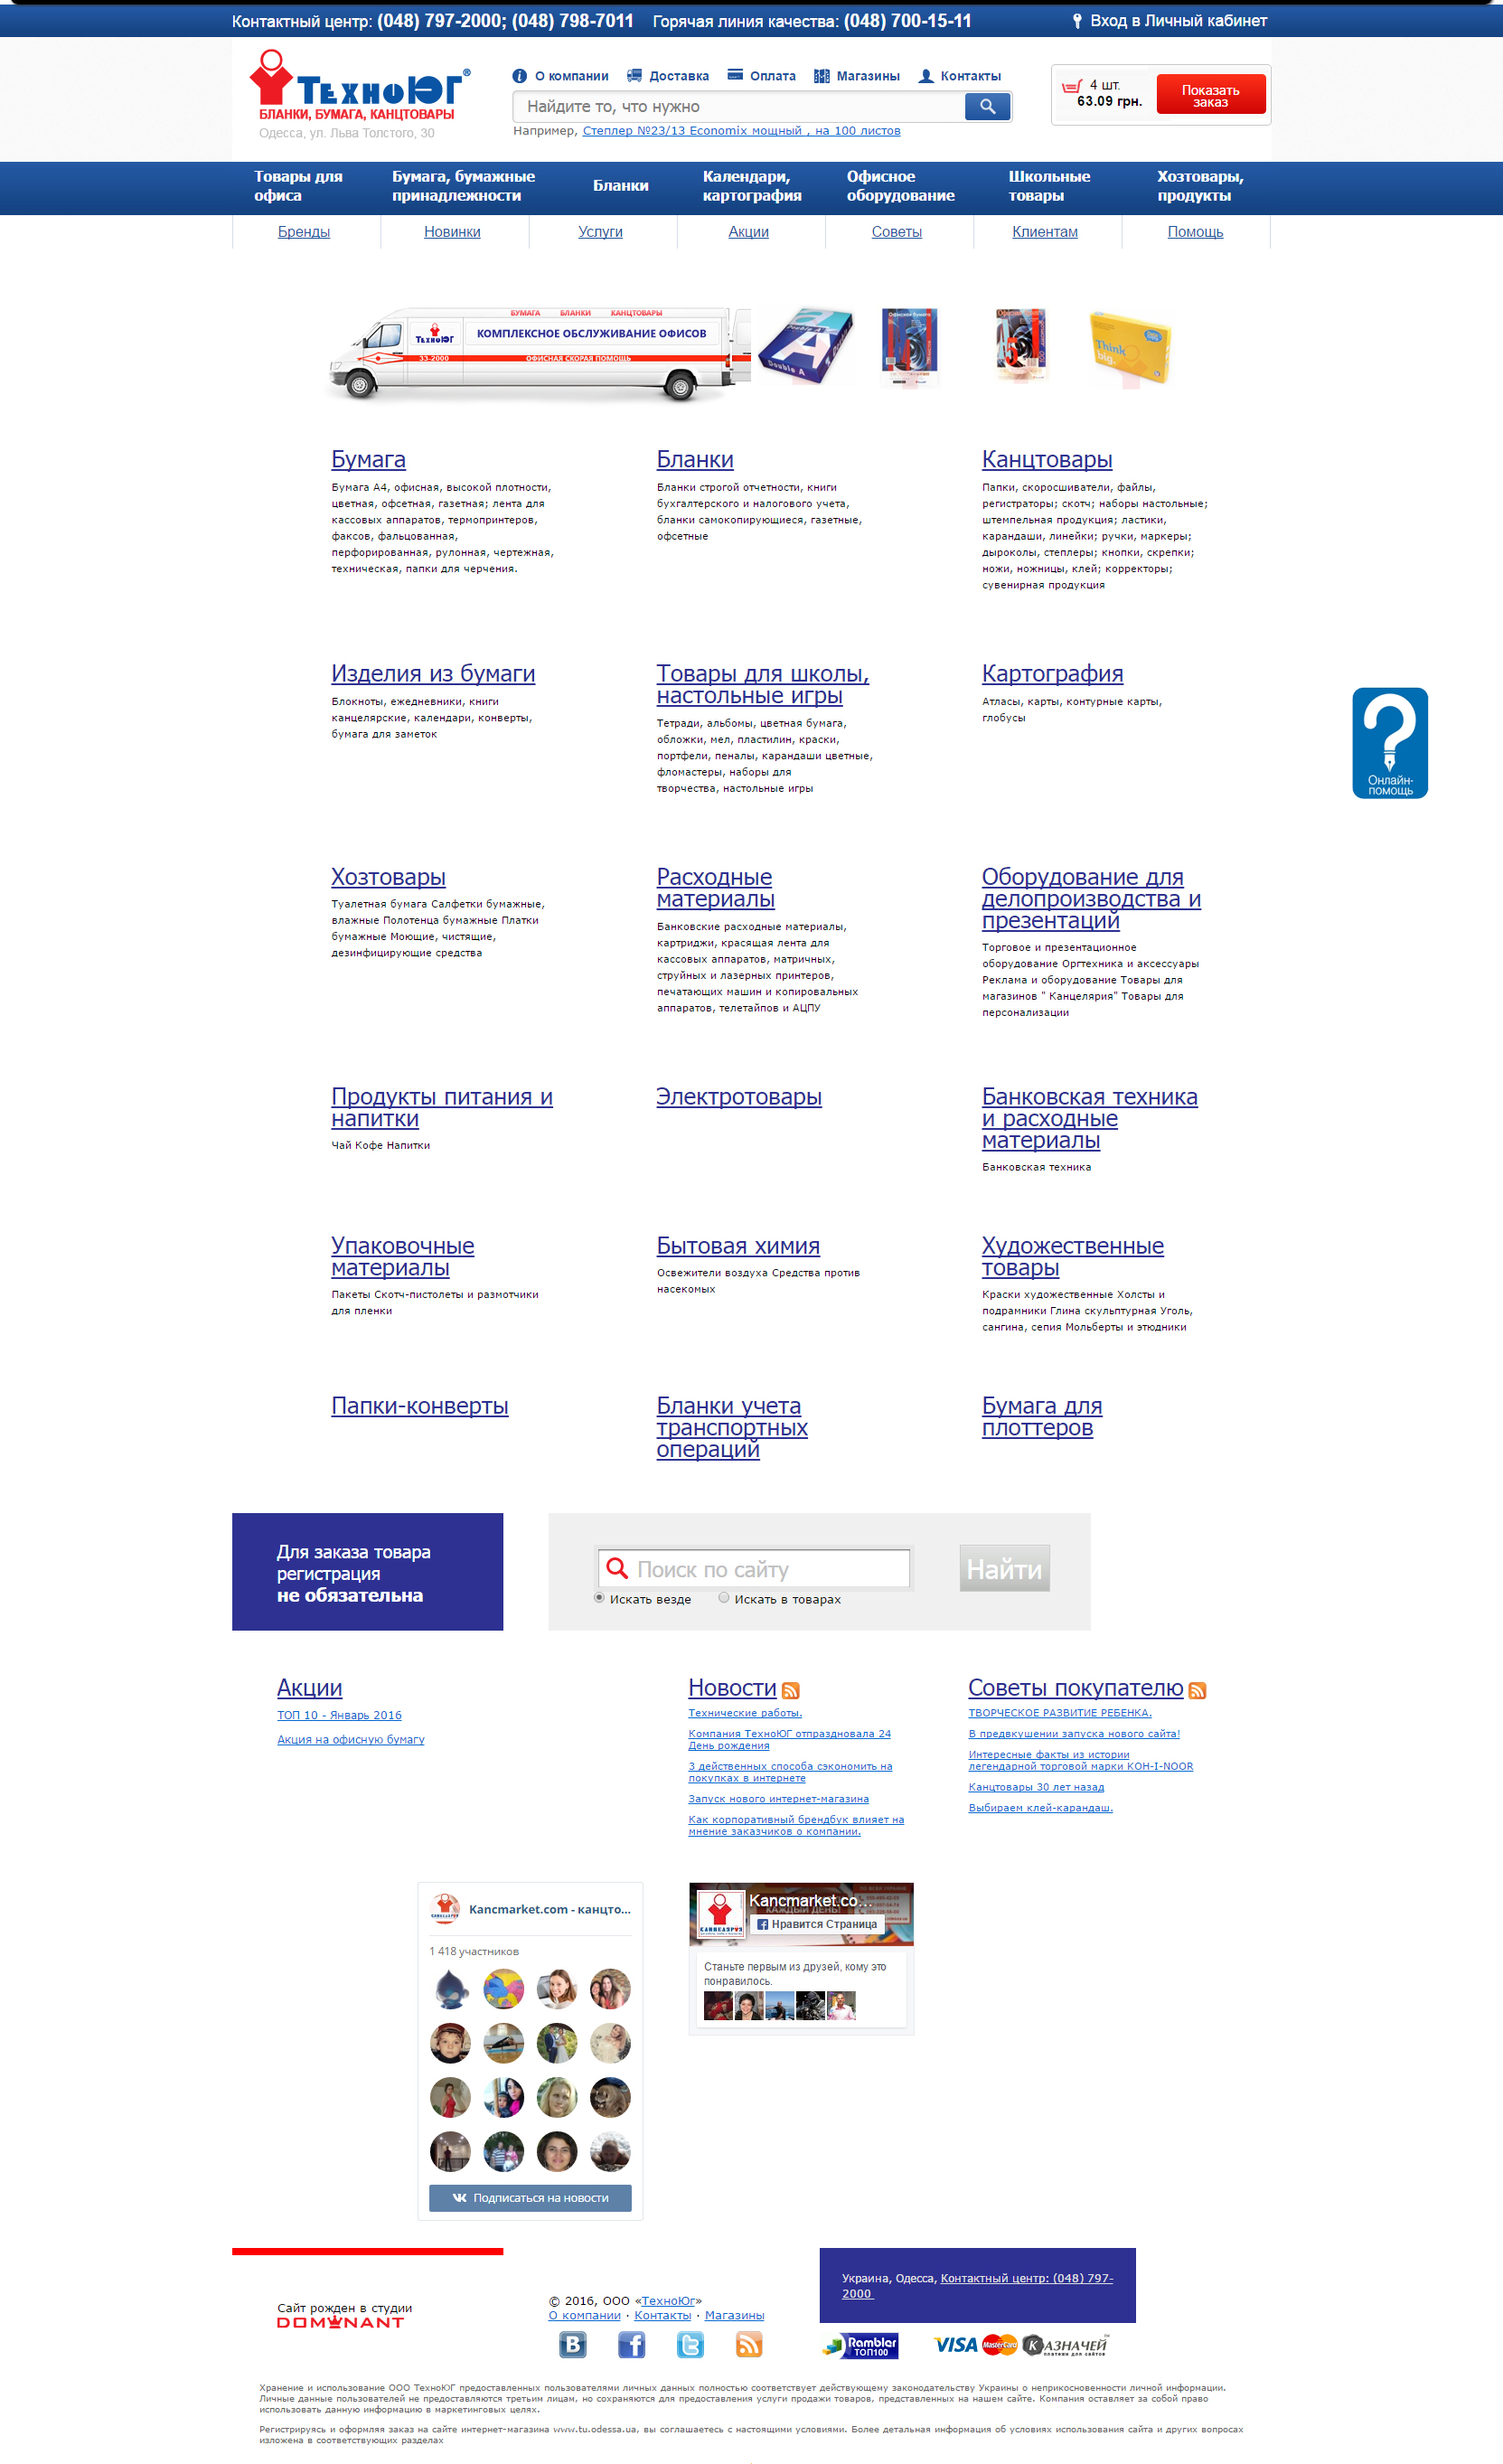 Контактный центр: (048) 797-2000; (048) 798-7011 Горячая линия качества: (048) 700-15-11
Вход в Личный кабинет
ТехноЮГ®
БЛАНКИ, БУМАГА, КАНЦТОВАРЫ
Одесса, ул. Льва Толстого, 30
О компании Доставка Оплата Магазины Контакты
Найдите то, что нужно
Например, Степлер №23/13 Economix мощный , на 100 листов
4 шт.
63.09 грн.
Показать
заказ
Товары для
офиса
Бумага, бумажные
принадлежности
Бланки
Календари,
картография
Офисное
оборудование
Школьные
товары
Хозтовары,
продукты
Бренды Новинки Услуги Акции Советы Клиентам Помощь
БУМАГА БЛАНКИ КАНЦТОВАРЫ
ТехноЮГ
КОМПЛЕКСНОЕ ОБСЛУЖИВАНИЕ ОФИСОВ
33-2000
ОФИСНАЯ СКОРАЯ ПОМОЩЬ
Double A
Think
big.
Бумага
Бумага А4, офисная, высокой плотности,
цветная, офсетная, газетная; лента для
кассовых аппаратов, термопринтеров,
факсов, фальцованная,
перфорированная, рулонная, чертежная,
техническая, папки для черчения.
Бланки
Бланки строгой отчетности, книги
бухгалтерского и налогового учета,
бланки самокопирующиеся, газетные,
офсетные
Канцтовары
Папки, скоросшиватели, файлы,
регистраторы; скотч; наборы настольные;
штемпельная продукция; ластики,
карандаши, линейки; ручки, маркеры;
дыроколы, степлеры; кнопки, скрепки;
ножи, ножницы, клей; корректоры;
сувенирная продукция
Изделия из бумаги
Блокноты, ежедневники, книги
канцелярские, календари, конверты,
бумага для заметок
Товары для школы,
настольные игры
Тетради, альбомы, цветная бумага,
обложки, мел, пластилин, краски,
портфели, пеналы, карандаши цветные,
фломастеры, наборы для
творчества, настольные игры
Картография
Атласы, карты, контурные карты,
глобусы
Онлайн-
помощь
Хозтовары
Туалетная бумага Салфетки бумажные,
влажные Полотенца бумажные Платки
бумажные Моющие, чистящие,
дезинфицирующие средства
Расходные
материалы
Банковские расходные материалы,
картриджи, красящая лента для
кассовых аппаратов, матричных,
струйных и лазерных принтеров,
печатающих машин и копировальных
аппаратов, телетайпов и АЦПУ
Оборудование для
делопроизводства и
презентаций
Торговое и презентационное
оборудование Оргтехника и аксессуары
Реклама и оборудование Товары для
магазинов " Канцелярия" Товары для
персонализации
Продукты питания и
напитки
Чай Кофе Напитки
Электротовары
Банковская техника
и расходные
материалы
Банковская техника
Упаковочные
материалы
Пакеты Скотч-пистолеты и размотчики
для пленки
Бытовая химия
Освежители воздуха Средства против
насекомых
Художественные
товары
Краски художественные Холсты и
подрамники Глина скульптурная Уголь,
сангина, сепия Мольберты и этюдники
Папки-конверты
Бланки учета
транспортных
операций
Бумага для
плоттеров
Для заказа товара
регистрация
не обязательна
Поиск по сайту
Найти
Искать везде Искать в товарах
Акции
ТОП 10 - Январь 2016
Акция на офисную бумагу
Новости
Технические работы.
Компания ТехноЮГ отпраздновала 24
День рождения
3 действенных способа сэкономить на
покупках в интернете
Запуск нового интернет-магазина
Как корпоративный брендбук влияет на
мнение заказчиков о компании.
Советы покупателю
ТВОРЧЕСКОЕ РАЗВИТИЕ РЕБЕНКА.
В предвкушении запуска нового сайта!
Интересные факты из истории
легендарной торговой марки KOH-I-NOOR
Канцтовары 30 лет назад
Выбираем клей-карандаш.
Kancmarket.com - канцто...
1 418 участников
Подписаться на новости
КАНЦЕЛЯРИЯ
Kancmarket.co...
КАЖДЫЙ ДЕНЬ!
Нравится Страница
Станьте первым из друзей, кому это
понравилось.
Сайт рожден в студии
DOMINANT
© 2016, ООО «ТехноЮг»
О компании · Контакты · Магазины
Украина, Одесса, Контактный центр: (048) 797-
2000
Rambler
ТОП100
VISA MasterCard КАЗНАЧЕЙ™
платежи для сайтов
Хранение и использование ООО ТехноЮГ предоставленных пользователями личных данных полностью соответствует действующему законодательству Украины о неприкосновенности личной информации.
Личные данные пользователей не предоставляются третьим лицам, но сохраняются для предоставления услуги продажи товаров, представленных на нашем сайте. Компания оставляет за собой право
использовать данную информацию в маркетинговых целях.
Регистрируясь и оформляя заказ на сайте интернет-магазина www.tu.odessa.ua, вы соглашаетесь с настоящими условиями. Более детальная информация об условиях использования сайта и других вопросах
изложена в соответствующих разделах